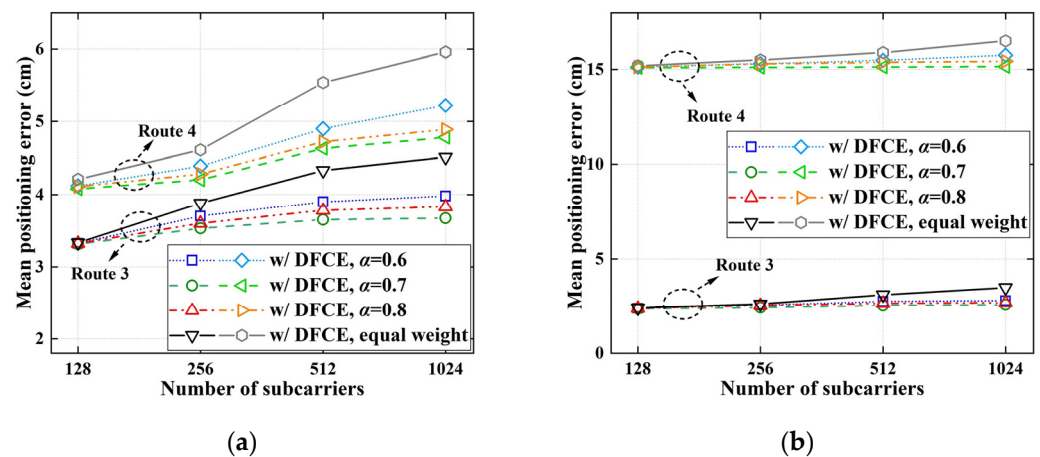 6
5
4
3
2
Mean positioning error (cm)
Route 4
Route 3
w/ DFCE, α=0.6
w/ DFCE, α=0.7
w/ DFCE, α=0.8
w/ DFCE, equal weight
128 256 512 1024
Number of subcarriers
(a)
15
10
5
0
Mean positioning error (cm)
Route 4
w/ DFCE, α=0.6
w/ DFCE, α=0.7
w/ DFCE, α=0.8
w/ DFCE, equal weight
Route 3
128 256 512 1024
Number of subcarriers
(b)